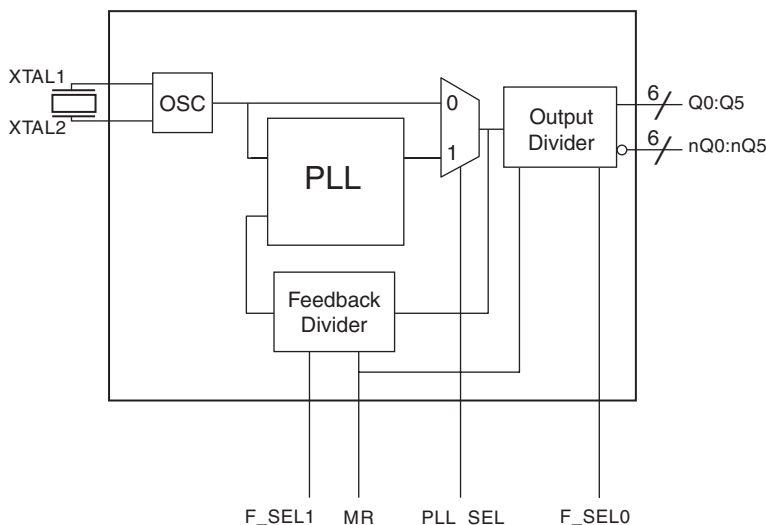 XTAL1
XTAL2
OSC
0
1
PLL
Output
Divider
6
Q0:Q5
6
nQ0:nQ5
Feedback
Divider
F_SEL1
MR
PLL_SEL
F_SEL0